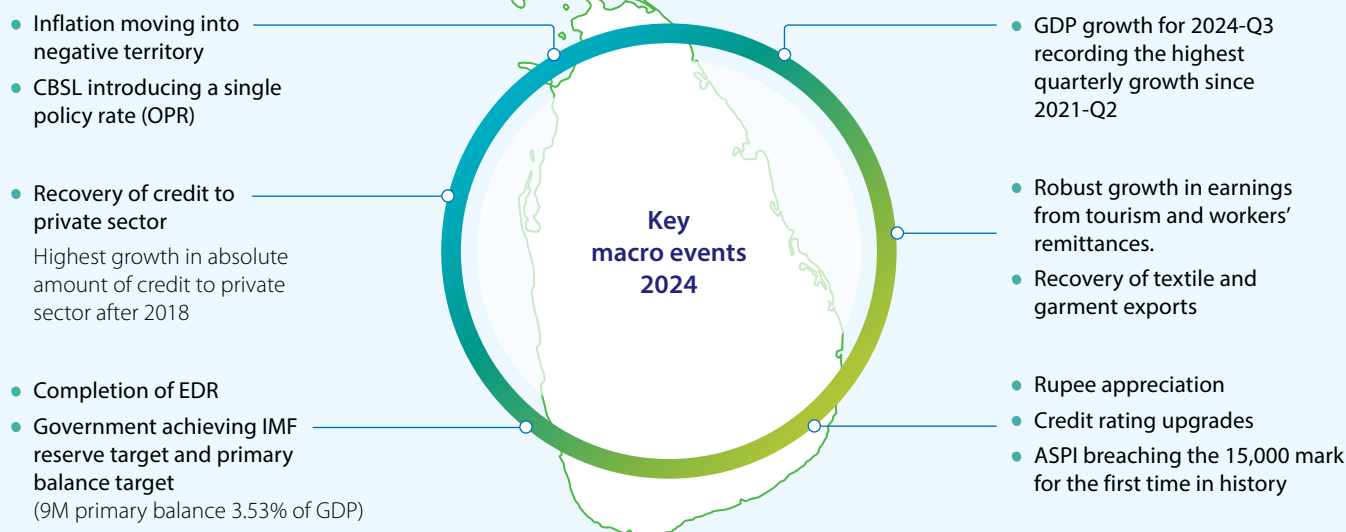 • Inflation moving into
negative territory
• CBSL introducing a single
policy rate (OPR)
• Recovery of credit to
private sector
Highest growth in absolute
amount of credit to private
sector after 2018
• Completion of EDR
• Government achieving IMF
reserve target and primary
balance target
(9M primary balance 3.53% of GDP)
Key
macro events
2024
• GDP growth for 2024-Q3
recording the highest
quarterly growth since
2021-Q2
• Robust growth in earnings
from tourism and workers’
remittances.
• Recovery of textile and
garment exports
• Rupee appreciation
• Credit rating upgrades
• ASPI breaching the 15,000 mark
for the first time in history